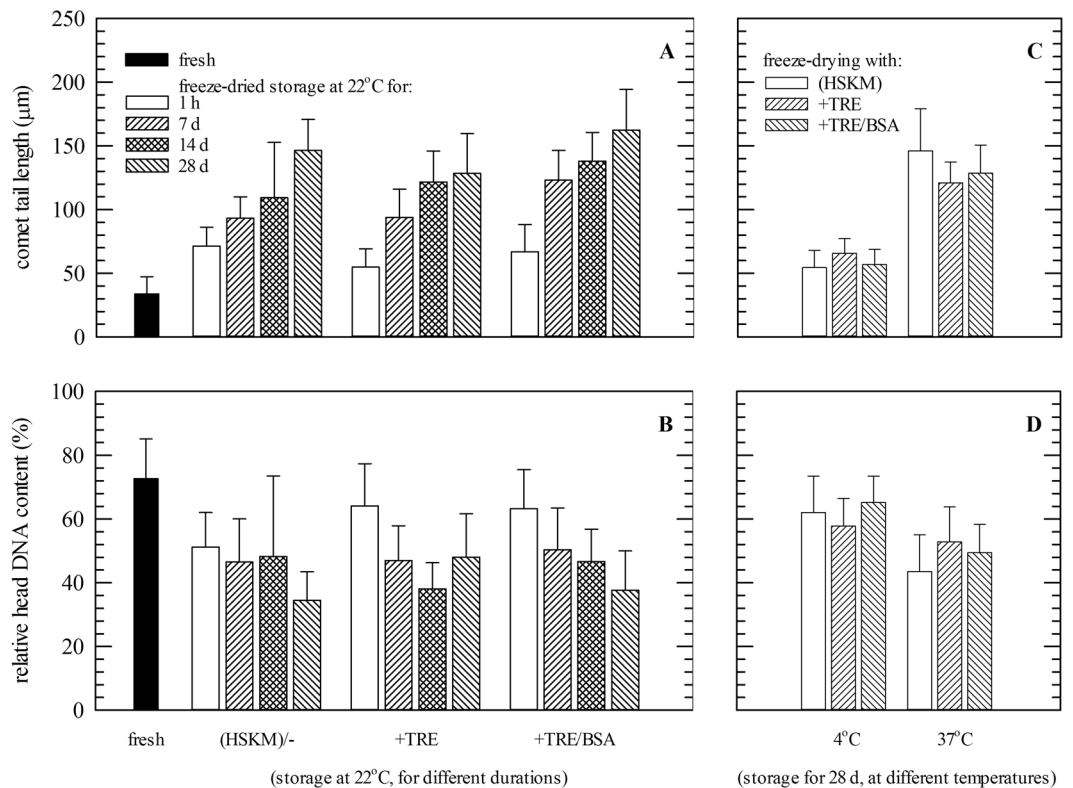 250
200
150
100
50
0
comet tail length (μm)
A
fresh
freeze-dried storage at 22°C for:
1 h
7 d
14 d
28 d
C
freeze-drying with:
(HSKM)
+TRE
+TRE/BSA
100
80
60
40
20
0
relative head DNA content (%)
B
D
fresh
(HSKM)/-
+TRE
+TRE/BSA
4°C
37°C
(storage at 22°C, for different durations)
(storage for 28 d, at different temperatures)